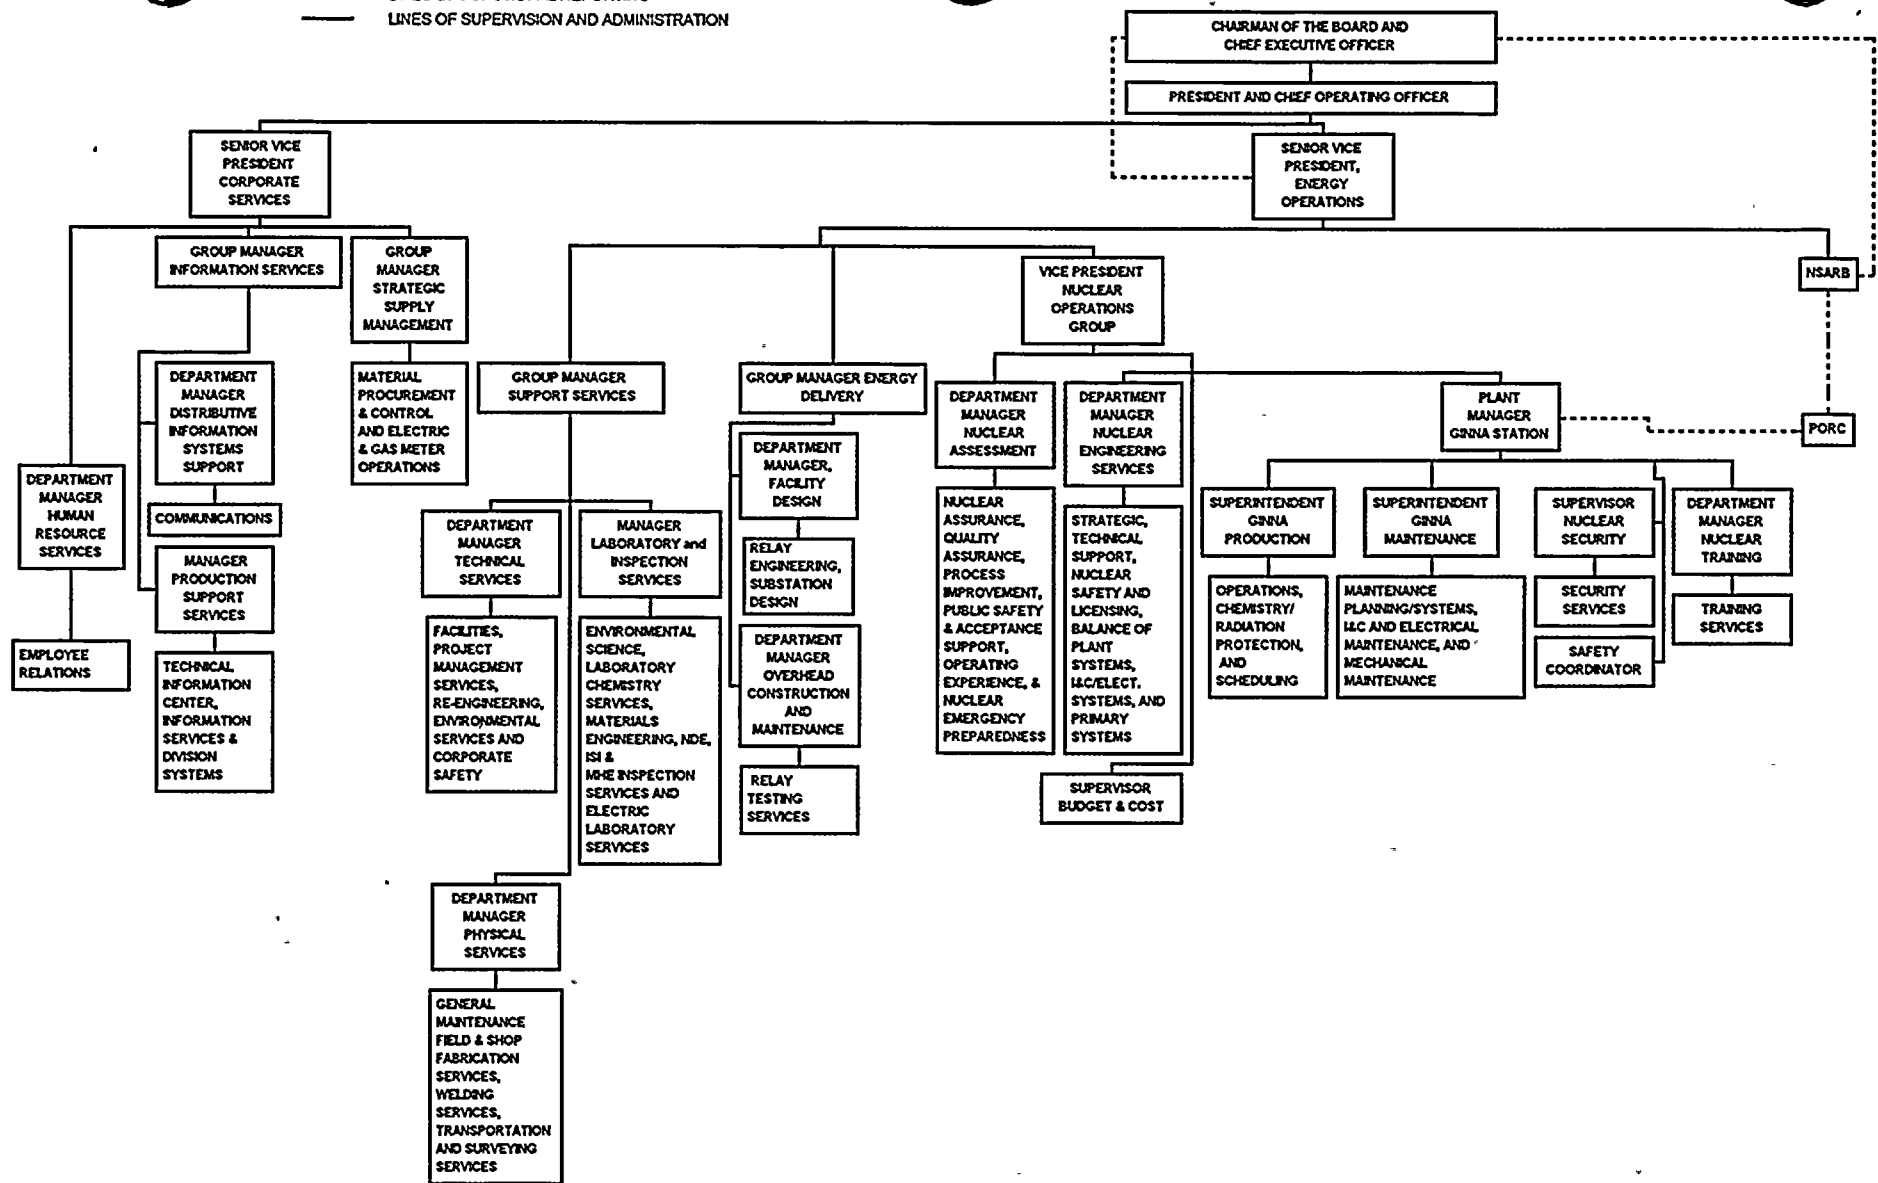 LINES OF SUPERVISION AND ADMINISTRATION
CHAIRMAN OF THE BOARD AND
CHIEF EXECUTIVE OFFICER
PRESIDENT AND CHIEF OPERATING OFFICER
SENIOR VICE
PRESIDENT
CORPORATE
SERVICES
SENIOR VICE
PRESIDENT,
ENERGY
OPERATIONS
GROUP MANAGER
INFORMATION SERVICES
GROUP
MANAGER
STRATEGIC
SUPPLY
MANAGEMENT
VICE PRESIDENT
NUCLEAR
OPERATIONS
GROUP
NSARB
DEPARTMENT
MANAGER
DISTRIBUTIVE
INFORMATION
SYSTEMS
SUPPORT
MATERIAL
PROCUREMENT
& CONTROL
AND ELECTRIC
& GAS METER
OPERATIONS
GROUP MANAGER
SUPPORT SERVICES
GROUP MANAGER ENERGY
DELIVERY
DEPARTMENT
MANAGER
NUCLEAR
ASSESSMENT
DEPARTMENT
MANAGER
NUCLEAR
ENGINEERING
SERVICES
PLANT
MANAGER
GINNA STATION
PORC
DEPARTMENT
MANAGER
HUMAN
RESOURCE
SERVICES
COMMUNICATIONS
MANAGER
PRODUCTION
SUPPORT
SERVICES
DEPARTMENT
MANAGER
TECHNICAL
SERVICES
MANAGER
LABORATORY and
INSPECTION
SERVICES
DEPARTMENT
MANAGER,
FACILITY
DESIGN
RELAY
ENGINEERING,
SUBSTATION
DESIGN
NUCLEAR
ASSURANCE,
QUALITY
ASSURANCE,
PROCESS
IMPROVEMENT,
PUBLIC SAFETY
& ACCEPTANCE
SUPPORT,
OPERATING
EXPERIENCE, &
NUCLEAR
EMERGENCY
PREPAREDNESS
STRATEGIC,
TECHNICAL
SUPPORT,
NUCLEAR
SAFETY AND
LICENSING,
BALANCE OF
PLANT
SYSTEMS,
I&C/ELECT.
SYSTEMS, AND
PRIMARY
SYSTEMS
SUPERINTENDENT
GINNA
PRODUCTION
SUPERINTENDENT
GINNA
MAINTENANCE
SUPERVISOR
NUCLEAR
SECURITY
DEPARTMENT
MANAGER
NUCLEAR
TRAINING
OPERATIONS,
CHEMISTRY/
RADIATION
PROTECTION,
AND
SCHEDULING
MAINTENANCE
PLANNING/SYSTEMS,
I&C AND ELECTRICAL
MAINTENANCE, AND
MECHANICAL
MAINTENANCE
SECURITY
SERVICES
TRAINING
SERVICES
SAFETY
COORDINATOR
EMPLOYEE
RELATIONS
TECHNICAL
INFORMATION
CENTER,
INFORMATION
SERVICES &
DIVISION
SYSTEMS
FACILITIES,
PROJECT
MANAGEMENT
SERVICES,
RE-ENGINEERING,
ENVIRONMENTAL
SERVICES AND
CORPORATE
SAFETY
ENVIRONMENTAL
SCIENCE,
LABORATORY
CHEMISTRY
SERVICES,
MATERIALS
ENGINEERING, NDE,
ISI &
MHE INSPECTION
SERVICES AND
ELECTRIC
LABORATORY
SERVICES
DEPARTMENT
MANAGER
OVERHEAD
CONSTRUCTION
AND
MAINTENANCE
RELAY
TESTING
SERVICES
SUPERVISOR
BUDGET & COST
DEPARTMENT
MANAGER
PHYSICAL
SERVICES
GENERAL
MAINTENANCE
FIELD & SHOP
FABRICATION
SERVICES,
WELDING
SERVICES,
TRANSPORTATION
AND SURVEYING
SERVICES